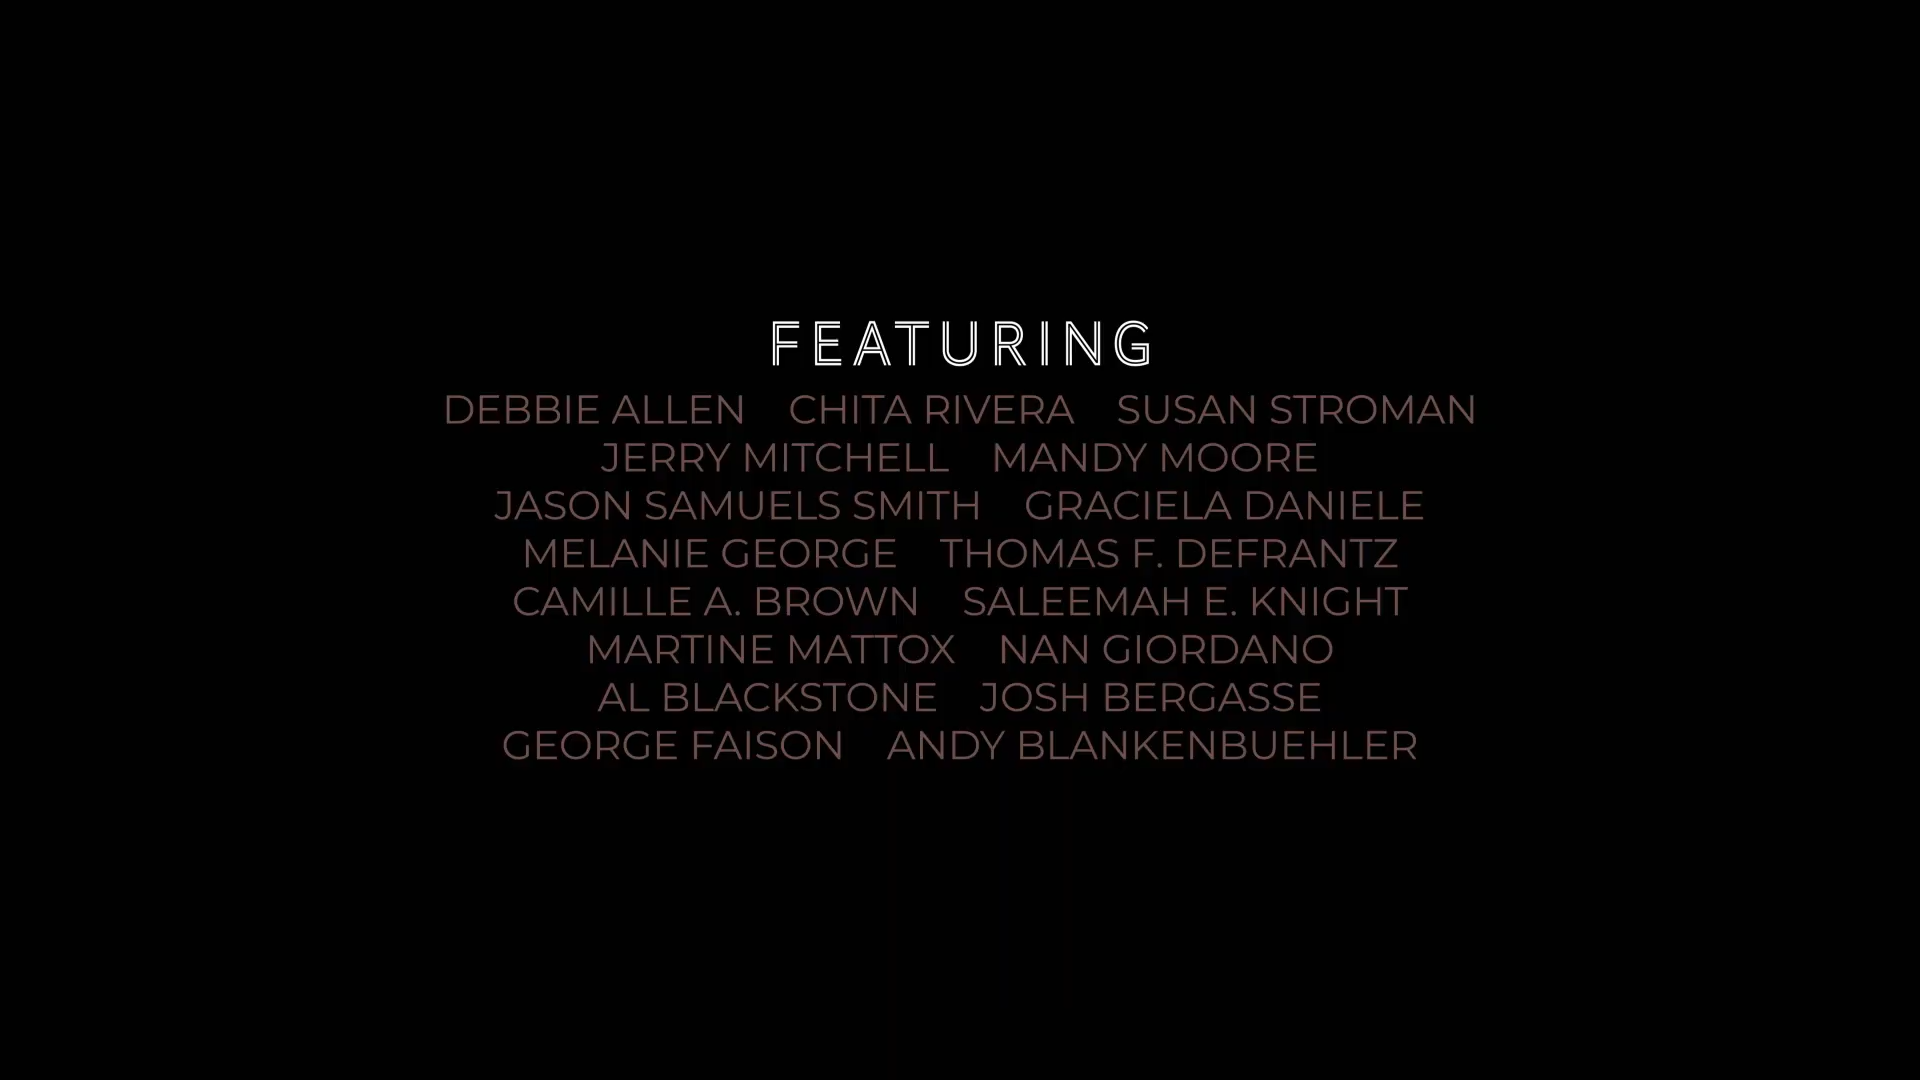 FEATURING
DEBBIE ALLEN CHITA RIVERA SUSAN STROMAN
JERRY MITCHELL MANDY MOORE
JASON SAMUELS SMITH GRACIELA DANIELE
MELANIE GEORGE THOMAS F. DEFRANTZ
CAMILLE A. BROWN SALEEMAH E. KNIGHT
MARTINE MATTOX NAN GIORDANO
AL BLACKSTONE JOSH BERGASSE
GEORGE FAISON ANDY BLANKENBUEHLER